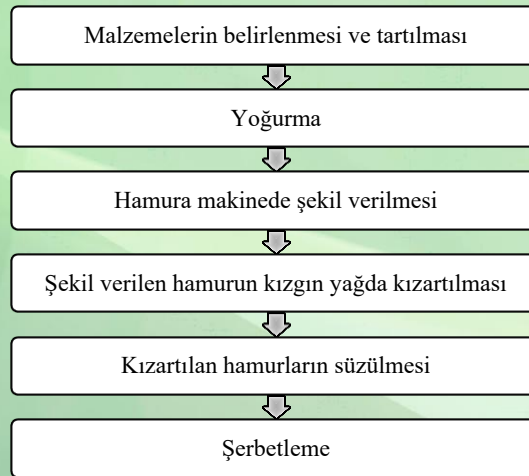 Malzemelerin belirlenmesi ve tartılması
Yoğurma
Hamura makinede şekil verilmesi
Şekil verilen hamurun kızgın yağda kızartılması
Kızartılan hamurların süzülmesi
Şerbetleme